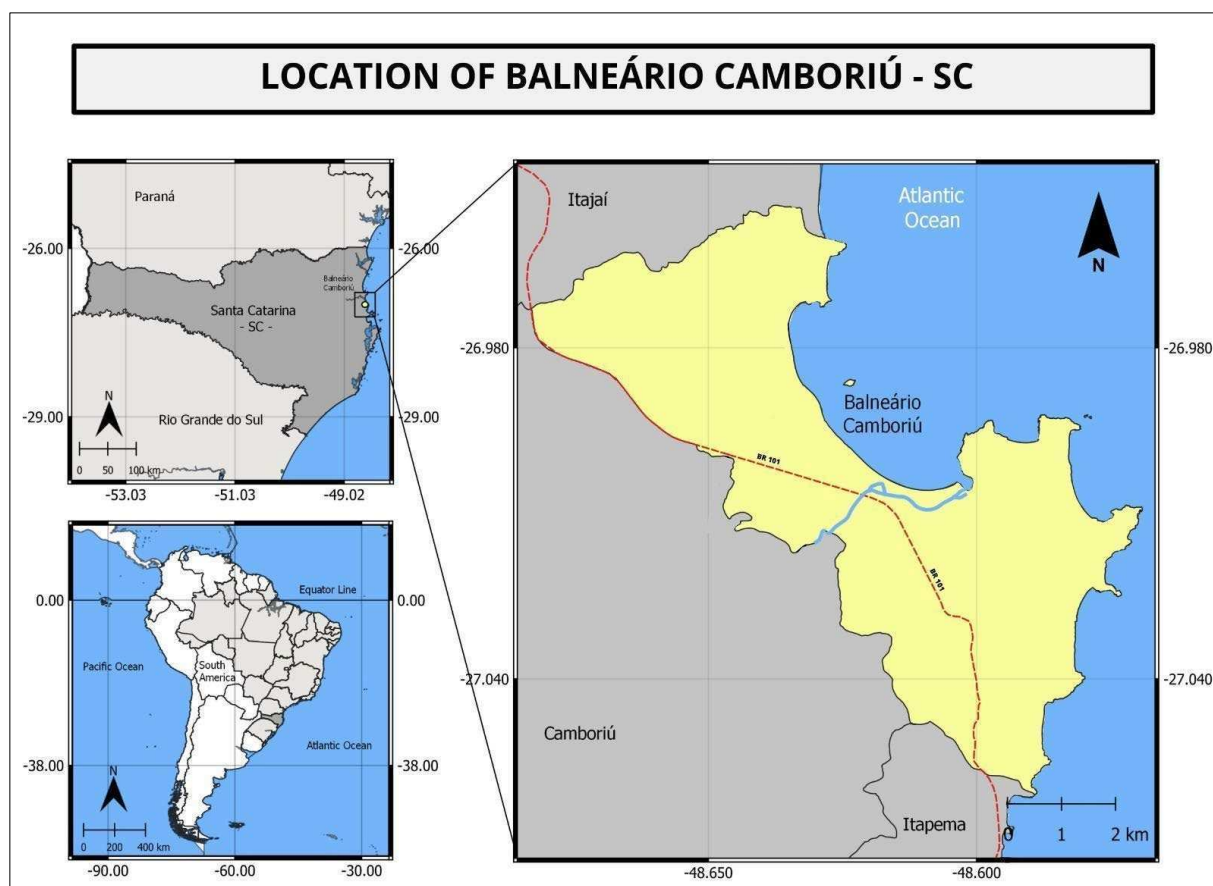 LOCATION OF BALNEÁRIO CAMBORIÚ - SC
Paraná
-26.00
-26.00
Balneário
Camboriú
Santa Catarina
- SC -
N
-29.00
-29.00
Rio Grande do Sul
0 50 100 km
-53.03
-51.03
-49.02
Equator Line
0.00
0.00
Pacific Ocean
South
America
Atlantic Ocean
-38.00
-38.00
N
0 200 400 km
-90.00
-60.00
-30.00
Itajaí
Atlantic
Ocean
N
-26.980
-26.980
Balneário
Camboriú
BR 101
BR 101
-27.040
-27.040
Camboriú
Itapema
0 1 2 km
-48.650
-48.600